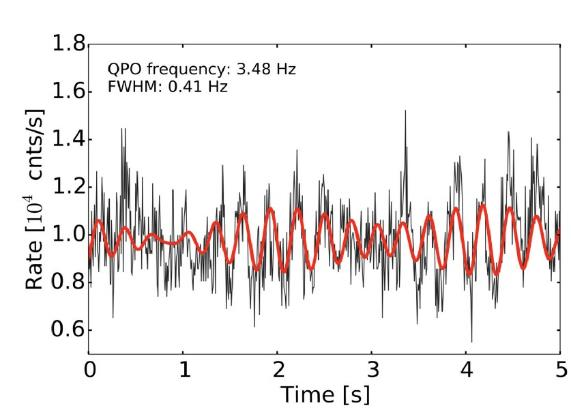 QPO frequency: 3.48 Hz
FWHM: 0.41 Hz
Rate [10⁴ cnts/s]
1.8
1.6
1.4
1.2
1.0
0.8
0.6
0 1 2 3 4 5
Time [s]